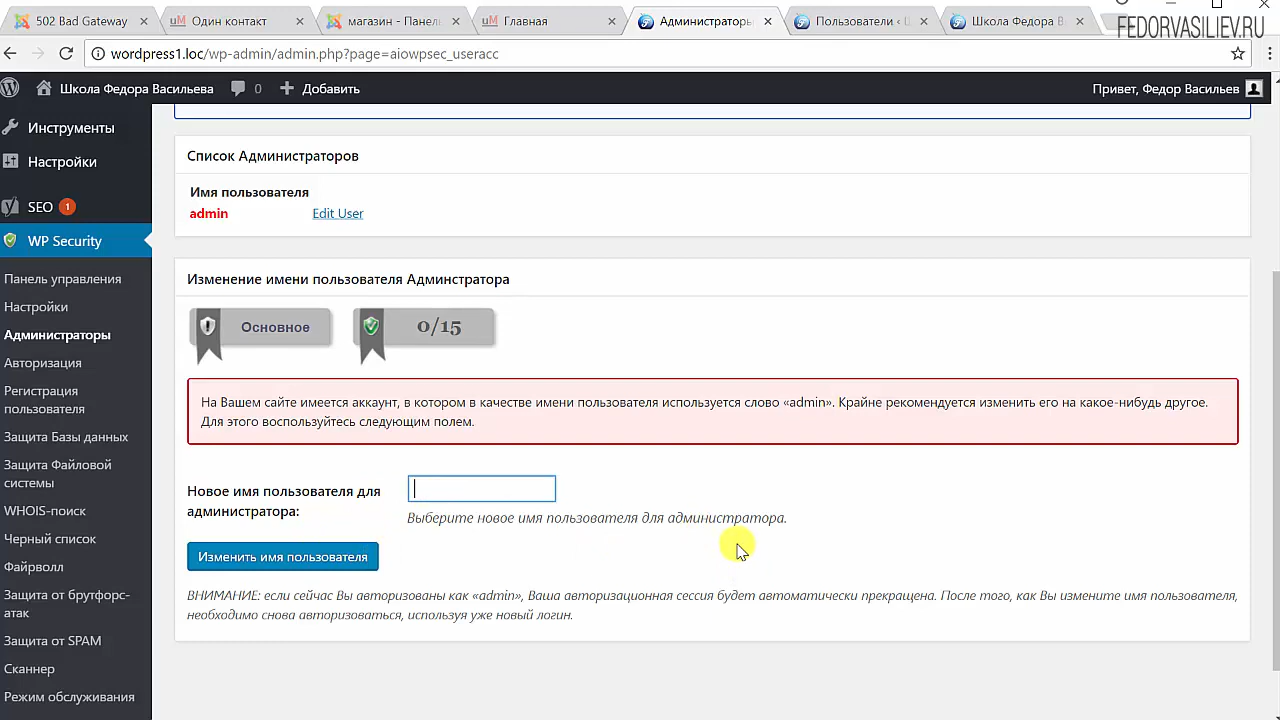 502 Bad Gateway
Один контакт
магазин - Панел
Главная
Администраторы
Пользователи ‹ Ш
Школа Федора В
FEDORVASILIEV.RU
wordpress1.loc/wp-admin/admin.php?page=aiowpsec_useracc
Школа Федора Васильева
0
Добавить
Привет, Федор Васильев
Инструменты
Настройки
SEO 1
WP Security
Панель управления
Настройки
Администраторы
Авторизация
Регистрация
пользователя
Защита Базы данных
Защита Файловой
системы
WHOIS-поиск
Черный список
Файрволл
Защита от брутфорс-
атак
Защита от SPAM
Сканнер
Режим обслуживания
Список Администраторов
Имя пользователя
admin Edit User
Изменение имени пользователя Админстратора
Основное
0/15
На Вашем сайте имеется аккаунт, в котором в качестве имени пользователя используется слово «admin». Крайне рекомендуется изменить его на какое-нибудь другое.
Для этого воспользуйтесь следующим полем.
Новое имя пользователя для
администратора:
Выберите новое имя пользователя для администратора.
Изменить имя пользователя
ВНИМАНИЕ: если сейчас Вы авторизованы как «admin», Ваша авторизационная сессия будет автоматически прекращена. После того, как Вы измените имя пользователя,
необходимо снова авторизоваться, используя уже новый логин.